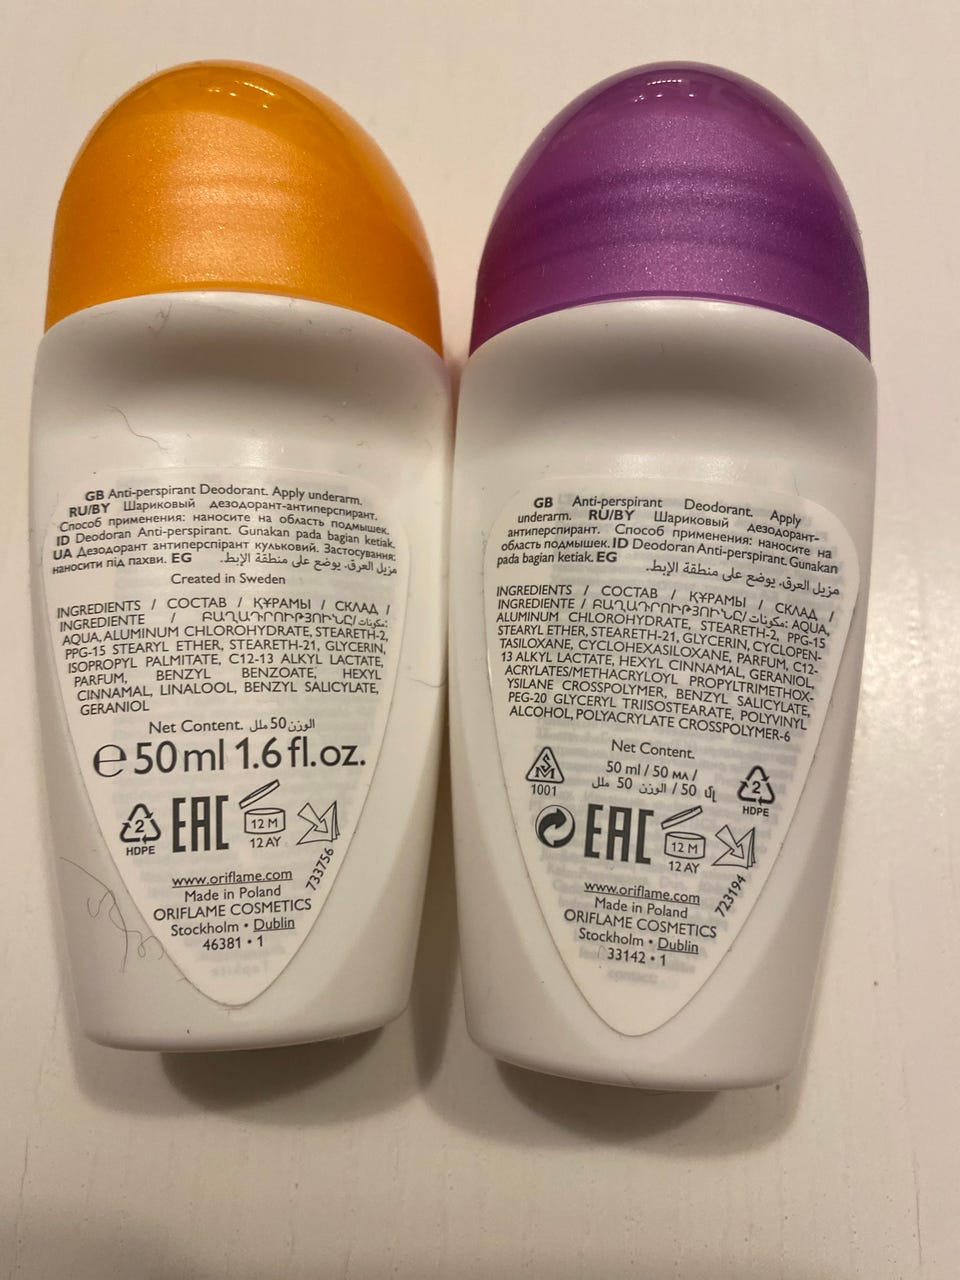 GB Anti-perspirant Deodorant. Apply underarm.
RU/BY Шариковый дезодорант-антиперспирант.
Способ применения: наносите на область подмышек.
ID Deodoran Anti-perspirant. Gunakan pada bagian ketiak.
UA Дезодорант антиперспірант кульковий. Застосування:
наносити під пахви. EG مزيل العرق. يوضع على منطقة الإبط.
Created in Sweden
INGREDIENTS / СОСТАВ / ҚҰРАМЫ / СКЛАД /
INGREDIENTE / ԲԱՂԱԴՐՈՒԹՅՈՒՆԸ/ مكونات:
AQUA, ALUMINUM CHLOROHYDRATE, STEARETH-2,
PPG-15 STEARYL ETHER, STEARETH-21, GLYCERIN,
ISOPROPYL PALMITATE, C12-13 ALKYL LACTATE,
PARFUM, BENZYL BENZOATE, HEXYL
CINNAMAL, LINALOOL, BENZYL SALICYLATE,
GERANIOL
Net Content. الوزن 50 ملل
℮ 50 ml 1.6 fl.oz.
2
HDPE
EAC
12 M
12 AY
733756
www.oriflame.com
Made in Poland
ORIFLAME COSMETICS
Stockholm • Dublin
46381 • 1
GB Anti-perspirant Deodorant. Apply
underarm. RU/BY Шариковый дезодорант-
антиперспирант. Способ применения: наносите на
область подмышек. ID Deodoran Anti-perspirant. Gunakan
pada bagian ketiak. EG مزيل العرق. يوضع على منطقة الإبط.
INGREDIENTS / СОСТАВ / ҚҰРАМЫ / СКЛАД /
INGREDIENTE / ԲԱՂԱԴՐՈՒԹՅՈՒՆԸ/ مكونات: AQUA,
ALUMINUM CHLOROHYDRATE, STEARETH-2, PPG-15
STEARYL ETHER, STEARETH-21, GLYCERIN, CYCLOPEN-
TASILOXANE, CYCLOHEXASILOXANE, PARFUM, C12-
13 ALKYL LACTATE, HEXYL CINNAMAL, GERANIOL,
ACRYLATES/METHACRYLOYL PROPYLTRIMETHOX-
YSILANE CROSSPOLYMER, BENZYL SALICYLATE,
PEG-20 GLYCERYL TRIISOSTEARATE, POLYVINYL
ALCOHOL, POLYACRYLATE CROSSPOLYMER-6
Net Content.
50 ml / 50 мл /
50 մլ / الوزن 50 ملل
1001
2
HDPE
EAC
12 M
12 AY
723194
www.oriflame.com
Made in Poland
ORIFLAME COSMETICS
Stockholm • Dublin
33142 • 1